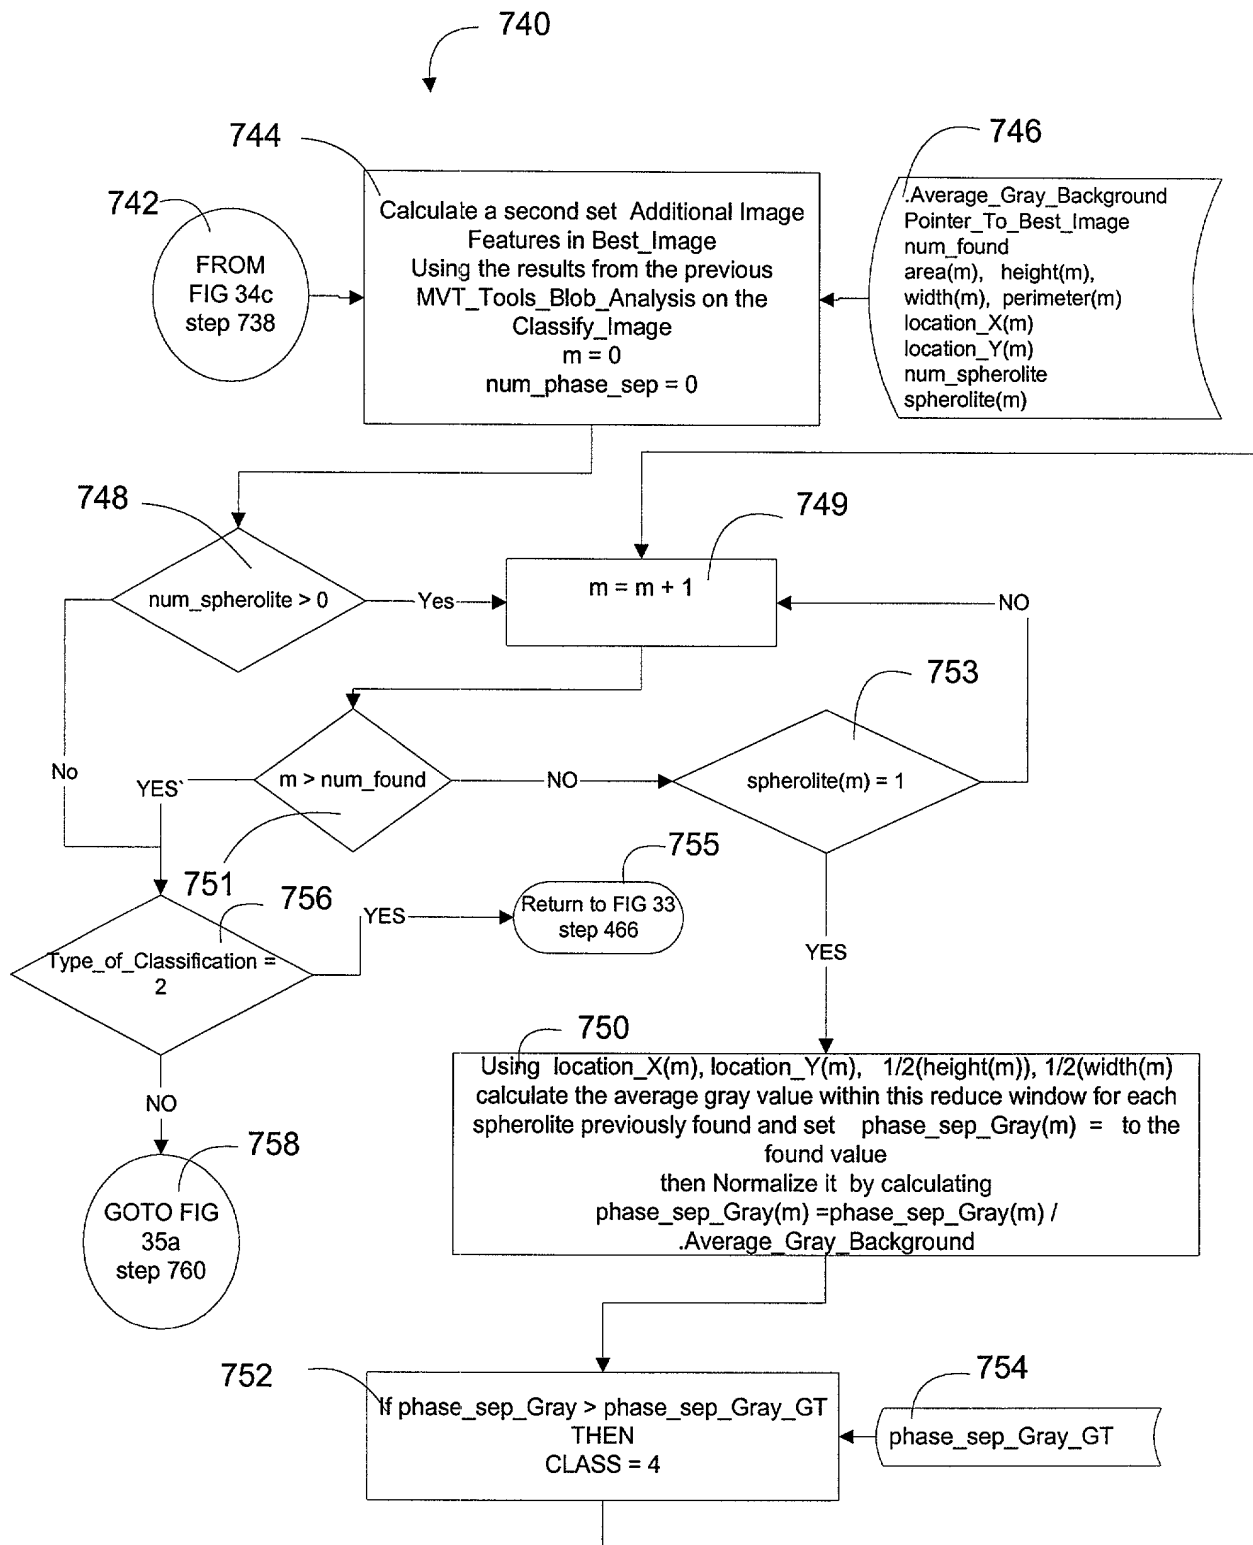 740
744
746
742
Calculate a second set Additional Image
Features in Best_Image
Using the results from the previous
MVT_Tools_Blob_Analysis on the
Classify_Image
m = 0
num_phase_sep = 0
.Average_Gray_Background
Pointer_To_Best_Image
num_found
area(m), height(m),
width(m), perimeter(m)
location_X(m)
location_Y(m)
num_spherolite
spherolite(m)
FROM
FIG 34c
step 738
748
749
num_spherolite > 0
Yes
m = m + 1
NO
753
No
YES`
m > num_found
NO
spherolite(m) = 1
751
755
756
YES
Return to FIG 33
step 466
Type_of_Classification =
2
YES
NO
750
Using location_X(m), location_Y(m), 1/2(height(m)), 1/2(width(m)
calculate the average gray value within this reduce window for each
spherolite previously found and set phase_sep_Gray(m) = to the
found value
then Normalize it by calculating
phase_sep_Gray(m) =phase_sep_Gray(m) /
.Average_Gray_Background
758
GOTO FIG
35a
step 760
752
754
If phase_sep_Gray > phase_sep_Gray_GT
THEN
CLASS = 4
phase_sep_Gray_GT